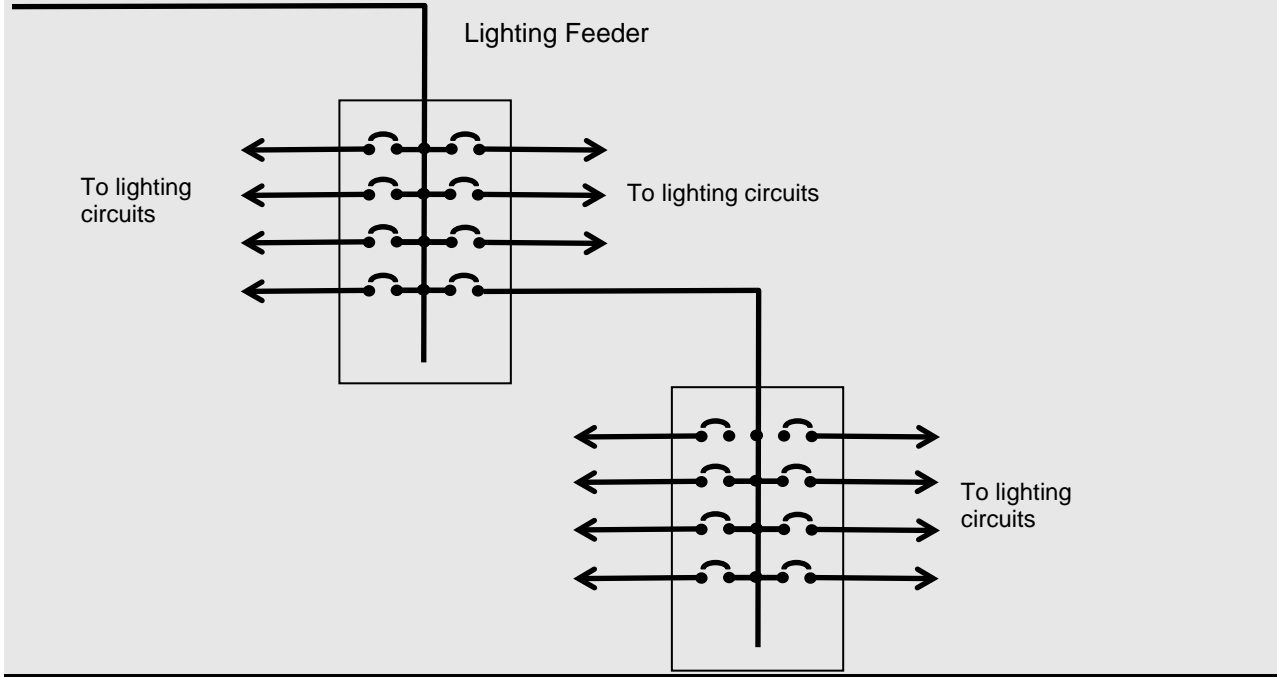 Lighting Feeder
To lighting
circuits
To lighting circuits
To lighting
circuits